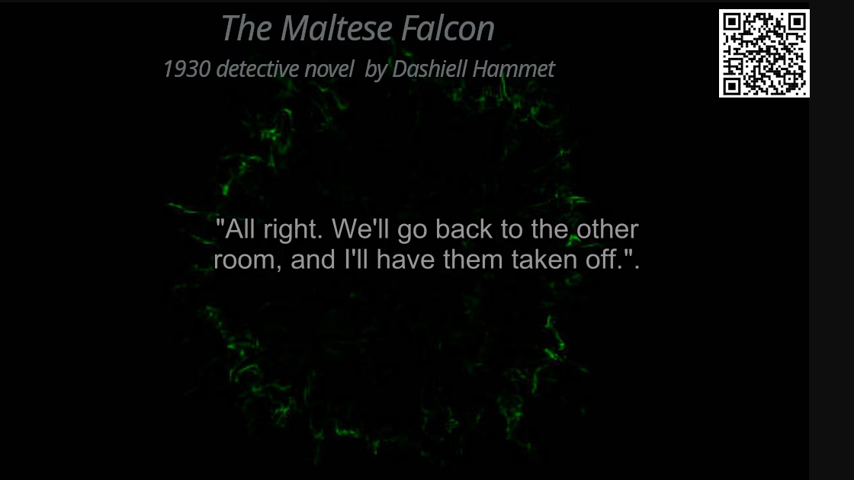 The Maltese Falcon
1930 detective novel  by Dashiell Hammet
"All right. We'll go back to the other
room, and I'll have them taken off.".